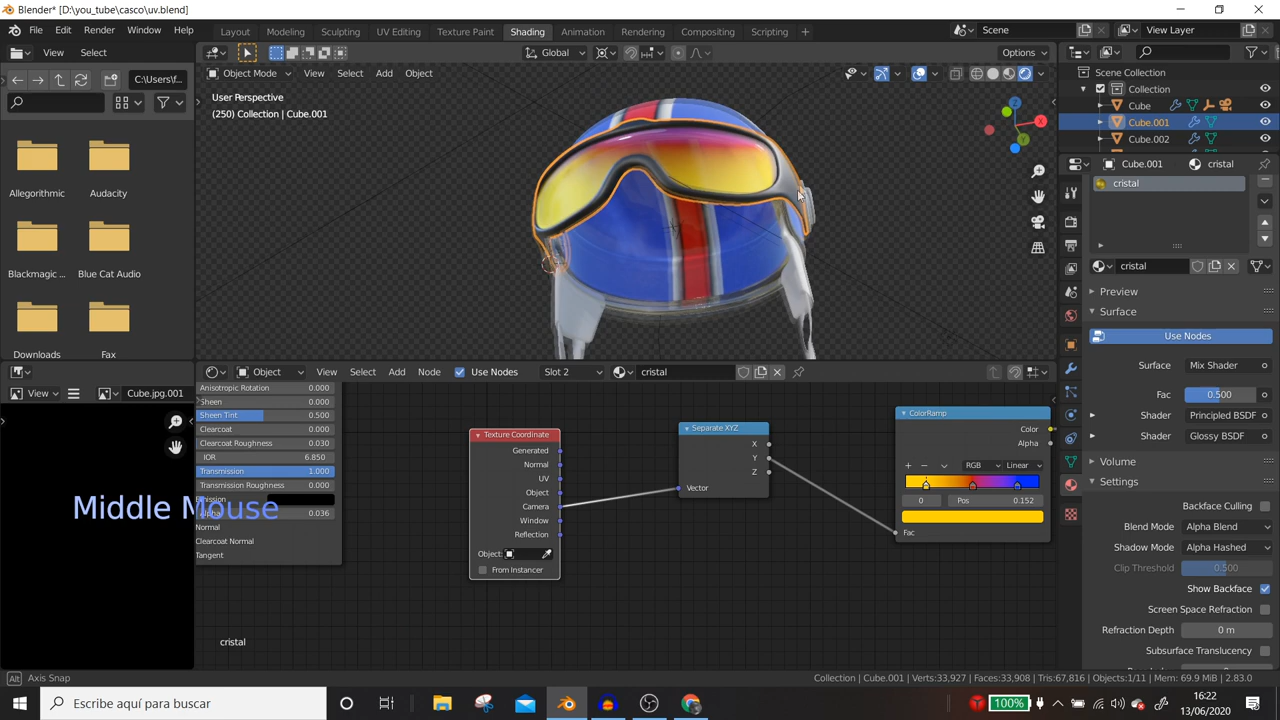 Blender* [D:\you_tube\casco\uv.blend]
File Edit Render Window Help Layout Modeling Sculpting UV Editing Texture Paint Shading Animation Rendering Compositing Scripting + Scene View Layer
View Select Global Options
C:\Users\f... Object Mode View Select Add Object Scene Collection
Collection
User Perspective
(250) Collection | Cube.001
Cube
Cube.001
Cube.002
Cube.001 cristal
cristal
Allegorithmic Audacity
Blackmagic ... Blue Cat Audio
Downloads Fax
cristal
Preview
Surface
Use Nodes
Surface Mix Shader
Fac 0.500
Shader Principled BSDF
Shader Glossy BSDF
Volume
Settings
Backface Culling
Blend Mode Alpha Blend
Shadow Mode Alpha Hashed
Clip Threshold 0.500
Show Backface
Screen Space Refraction
Refraction Depth 0 m
Subsurface Translucency
Object View Select Add Node Use Nodes Slot 2 cristal
View Cube.jpg.001
Anisotropic Rotation 0.000
Sheen 0.000
Sheen Tint 0.500
Clearcoat 0.000
Clearcoat Roughness 0.030
IOR 6.850
Transmission 1.000
Transmission Roughness 0.000
Emission
Alpha 0.036
Normal
Clearcoat Normal
Tangent
Middle Mouse
Texture Coordinate
Generated
Normal
UV
Object
Camera
Window
Reflection
Object:
From Instancer
Separate XYZ
X
Y
Z
Vector
ColorRamp
Color
Alpha
+ − RGB Linear
0 Pos 0.152
Fac
cristal
Alt Axis Snap
Collection | Cube.001 | Verts:33,927 | Faces:33,908 | Tris:67,816 | Objects:1/11 | Mem: 69.9 MiB | 2.83.0
Escribe aquí para buscar
100%
16:22
13/06/2020